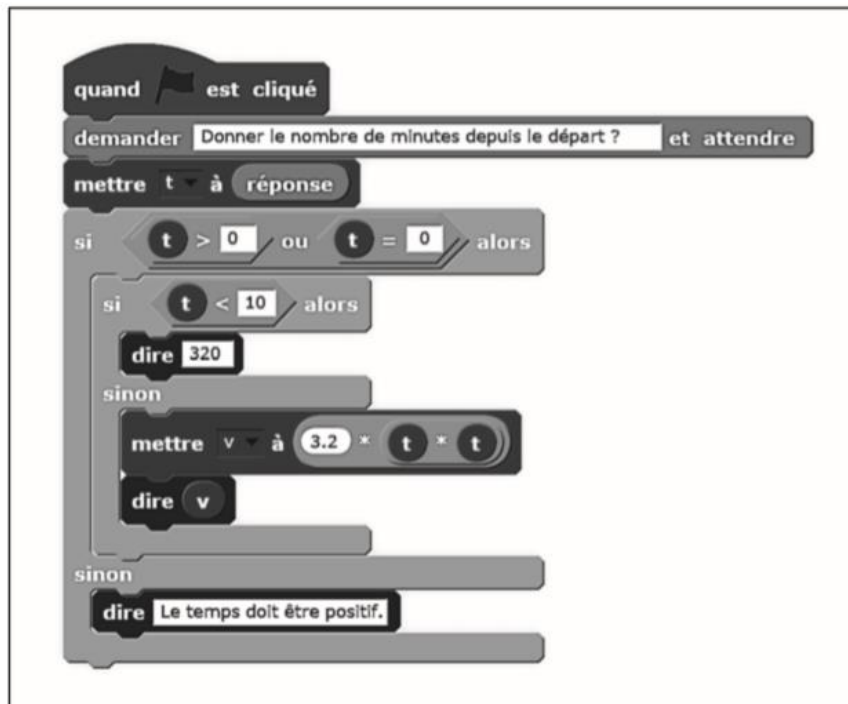 quand est cliqué
demander Donner le nombre de minutes depuis le départ ? et attendre
mettre t à réponse
si t > 0 ou t = 0 alors
si t < 10 alors
dire 320
sinon
mettre v à 3.2 * t * t
dire v
sinon
dire Le temps doit être positif.